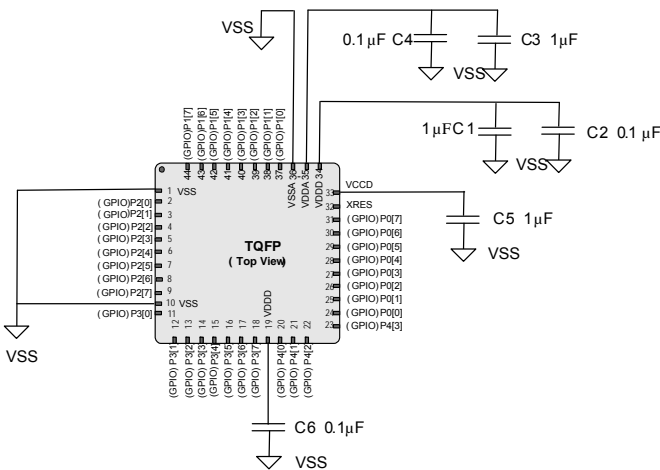 VSS
0.1 µF C4
C3 1µF
VSS
1µFC1
C2 0.1 µF
VSS
44 (GPIO)P1[7]
43 (GPIO)P1[6]
42 (GPIO)P1[5]
41 (GPIO)P1[4]
40 (GPIO)P1[3]
39 (GPIO)P1[2]
38 (GPIO)P1[1]
37 (GPIO)P1[0]
VSSA 36
VDDA 35
VDDD 34
1 VSS
(GPIO)P2[0] 2
(GPIO)P2[1] 3
(GPIO)P2[2] 4
(GPIO)P2[3] 5
(GPIO)P2[4] 6
(GPIO)P2[5] 7
(GPIO)P2[6] 8
(GPIO)P2[7] 9
10 VSS
(GPIO)P3[0] 11
VSS
TQFP
( Top View)
33 VCCD
32 XRES
31 (GPIO)P0[7]
30 (GPIO)P0[6]
29 (GPIO)P0[5]
28 (GPIO)P0[4]
27 (GPIO)P0[3]
26 (GPIO)P0[2]
25 (GPIO)P0[1]
24 (GPIO)P0[0]
23 (GPIO)P4[3]
C5 1µF
VSS
12 (GPIO) P3[1]
13 (GPIO) P3[2]
14 (GPIO) P3[3]
15 (GPIO) P3[4]
16 (GPIO) P3[5]
17 (GPIO) P3[6]
18 (GPIO) P3[7]
19 VDDD
20 (GPIO) P4[0]
21 (GPIO) P4[1]
22 (GPIO) P4[2]
C6 0.1µF
VSS